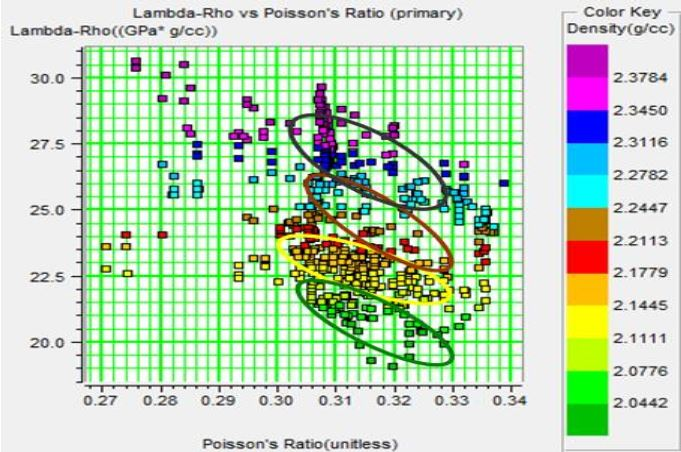 Lambda-Rho vs Poisson's Ratio (primary)
Lambda-Rho((GPa* g/cc))
30.0
27.5
25.0
22.5
20.0
0.27 0.28 0.29 0.30 0.31 0.32 0.33 0.34
Poisson's Ratio(unitless)
Color Key
Density(g/cc)
2.3784
2.3450
2.3116
2.2782
2.2447
2.2113
2.1779
2.1445
2.1111
2.0776
2.0442